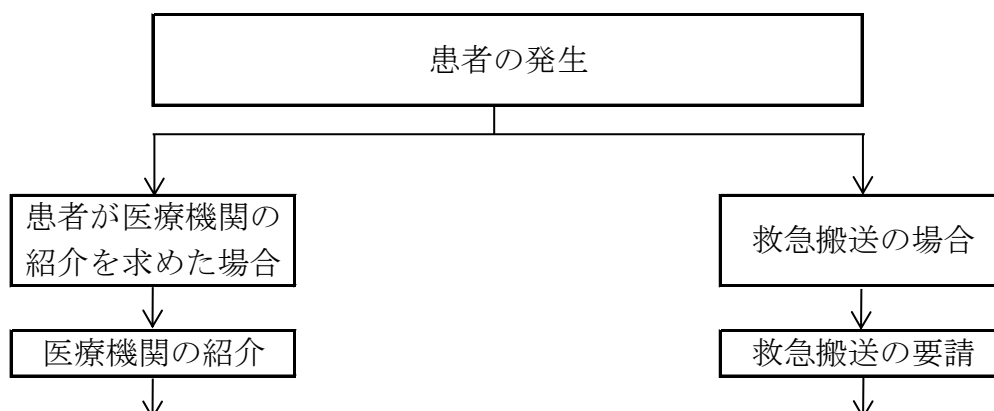 患者の発生
患者が医療機関の
紹介を求めた場合
救急搬送の場合
医療機関の紹介
救急搬送の要請